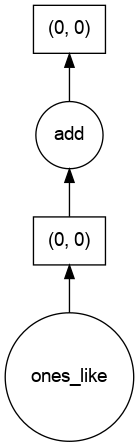 (0, 0)
add
(0, 0)
ones_like